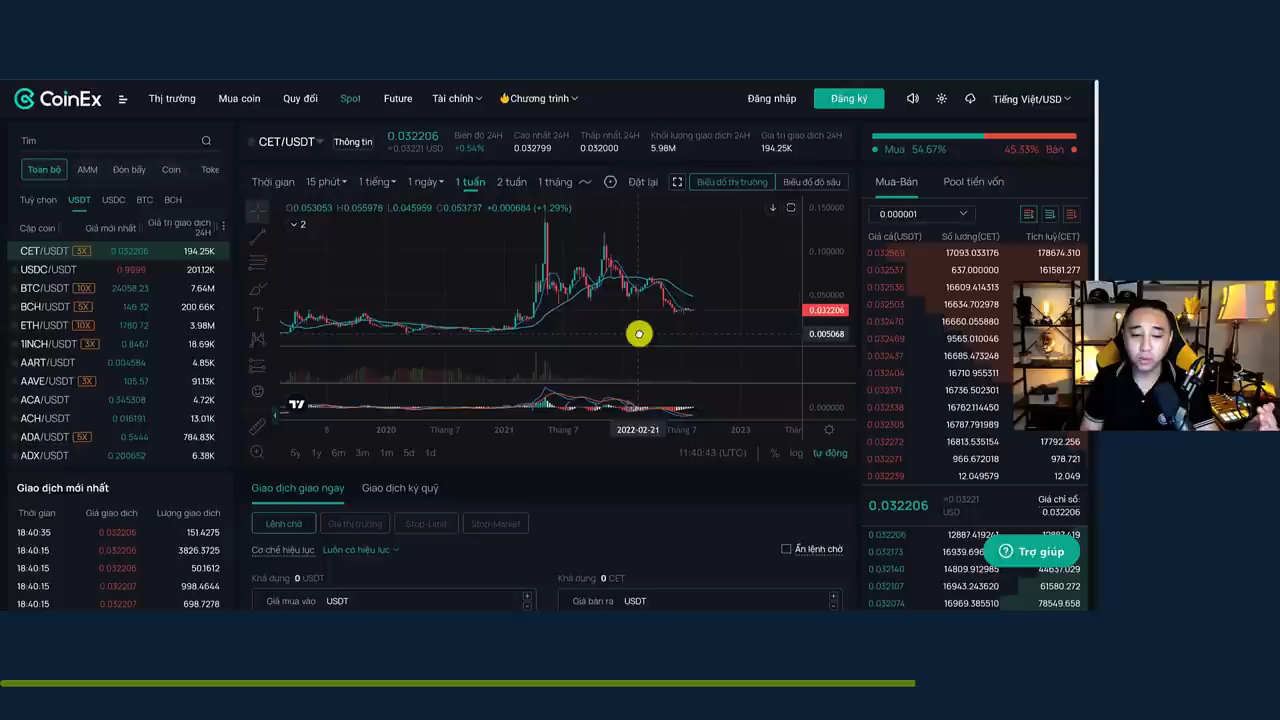 CoinEx Thị trường Mua coin Quy đổi Spot Future Tài chính Chương trình Đăng nhập Đăng ký Tiếng Việt/USD
Tìm
Toàn bộ AMM Đòn bẩy Coin Toke
Tuỳ chọn USDT USDC BTC BCH
Cặp coin Giá mới nhất Giá trị giao dịch 24H
CET/USDT 3X 0.032206 194.25K
USDC/USDT 0.9999 201.12K
BTC/USDT 10X 24058.23 7.64M
BCH/USDT 5X 146.32 200.66K
ETH/USDT 10X 1780.72 3.98M
1INCH/USDT 3X 0.8467 18.69K
AART/USDT 0.004584 4.85K
AAVE/USDT 3X 105.57 91.13K
ACA/USDT 0.345308 4.72K
ACH/USDT 0.016191 13.01K
ADA/USDT 5X 0.5444 784.83K
ADX/USDT 0.200652 6.38K
Giao dịch mới nhất
Thời gian Giá giao dịch Lượng giao dịch
18:40:35 0.032206 151.4275
18:40:15 0.032206 3826.3725
18:40:15 0.032206 50.1612
18:40:15 0.032207 998.4644
18:40:15 0.032207 698.7278
CET/USDT Thông tin
0.032206
≈0.03221 USD
Biên độ 24H
+0.54%
Cao nhất 24H
0.032799
Thấp nhất 24H
0.032000
Khối lượng giao dịch 24H
5.98M
Giá trị giao dịch 24H
194.25K
Thời gian 15 phút 1 tiếng 1 ngày 1 tuần 2 tuần 1 tháng Đặt lại Biểu đồ thị trường Biểu đồ độ sâu
O0.053053 H0.055978 L0.045959 C0.053737 +0.000684 (+1.29%)
2
0.150000
0.100000
0.050000
0.032206
0.005068
0.000000
8 2020 Tháng 7 2021 Tháng 7 2022-02-21 Tháng 7 2023
5y 1y 6m 3m 1m 5d 1d 11:40:43 (UTC) % log tự động
Giao dịch giao ngay Giao dịch ký quỹ
Lệnh chờ Giá thị trường Stop-Limit Stop-Market
Cơ chế hiệu lực Luôn có hiệu lực Ẩn lệnh chờ
Khả dụng 0 USDT Khả dụng 0 CET
Giá mua vào USDT Giá bán ra USDT
Mua 54.67% 45.33% Bán
Mua-Bán Pool tiền vốn
0.000001
Giá cả(USDT) Số lượng(CET) Tích luỹ(CET)
0.032569 17093.033176 178674.310
0.032537 637.000000 161581.277
0.032536 16609.414313
0.032503 16634.702978
0.032470 16660.055880
0.032469 9565.010046
0.032437 16685.473248
0.032404 16710.955311
0.032371 16736.502301
0.032338 16762.114450
0.032305 16787.791989
0.032272 16813.535154 17792.256
0.032271 966.672018 978.721
0.032239 12.049579 12.049
0.032206 ≈0.03221 USD Giá chỉ số: 0.032206
0.032206 12887.419241
0.032173
0.032140
0.032107 16943.243620 61580.272
0.032074 16969.385510 78549.658
Trợ giúp